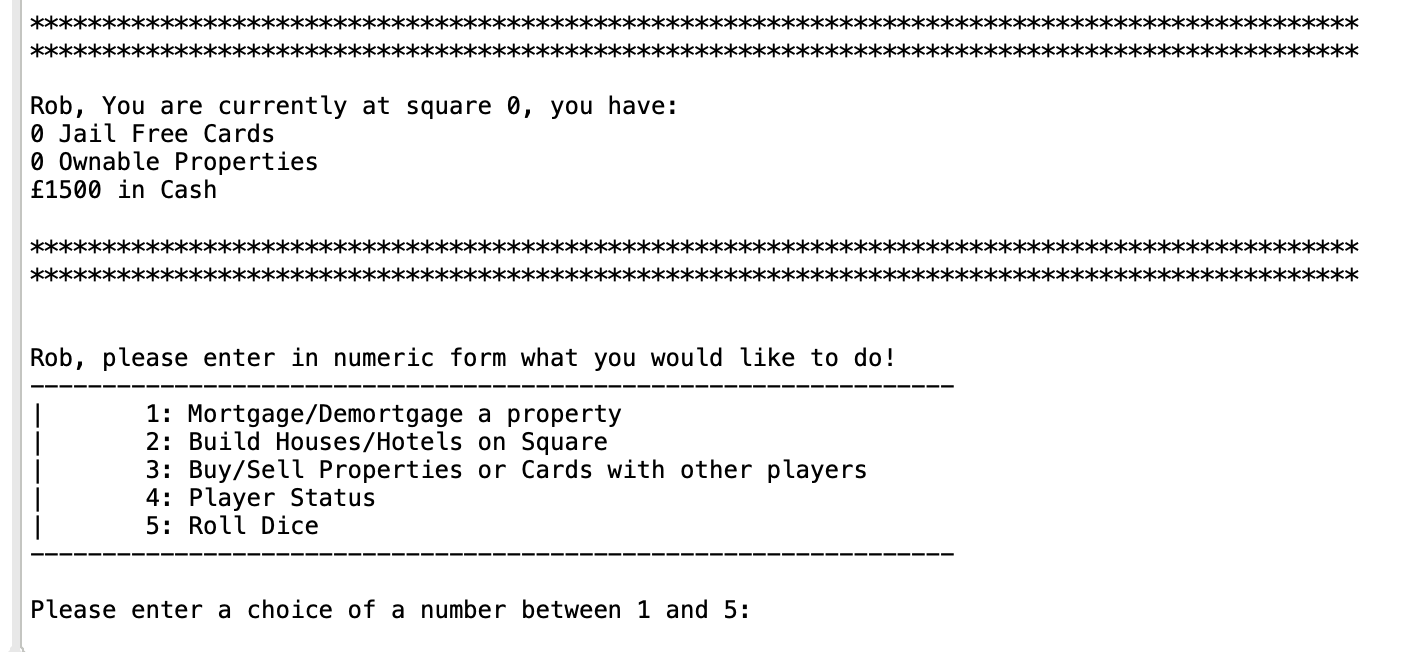 ********************************************************************************************
********************************************************************************************
Rob, You are currently at square 0, you have:
0 Jail Free Cards
0 Ownable Properties
£1500 in Cash
********************************************************************************************
********************************************************************************************
Rob, please enter in numeric form what you would like to do!
----------------------------------------------------------------
|       1: Mortgage/Demortgage a property
|       2: Build Houses/Hotels on Square
|       3: Buy/Sell Properties or Cards with other players
|       4: Player Status
|       5: Roll Dice
----------------------------------------------------------------
Please enter a choice of a number between 1 and 5: